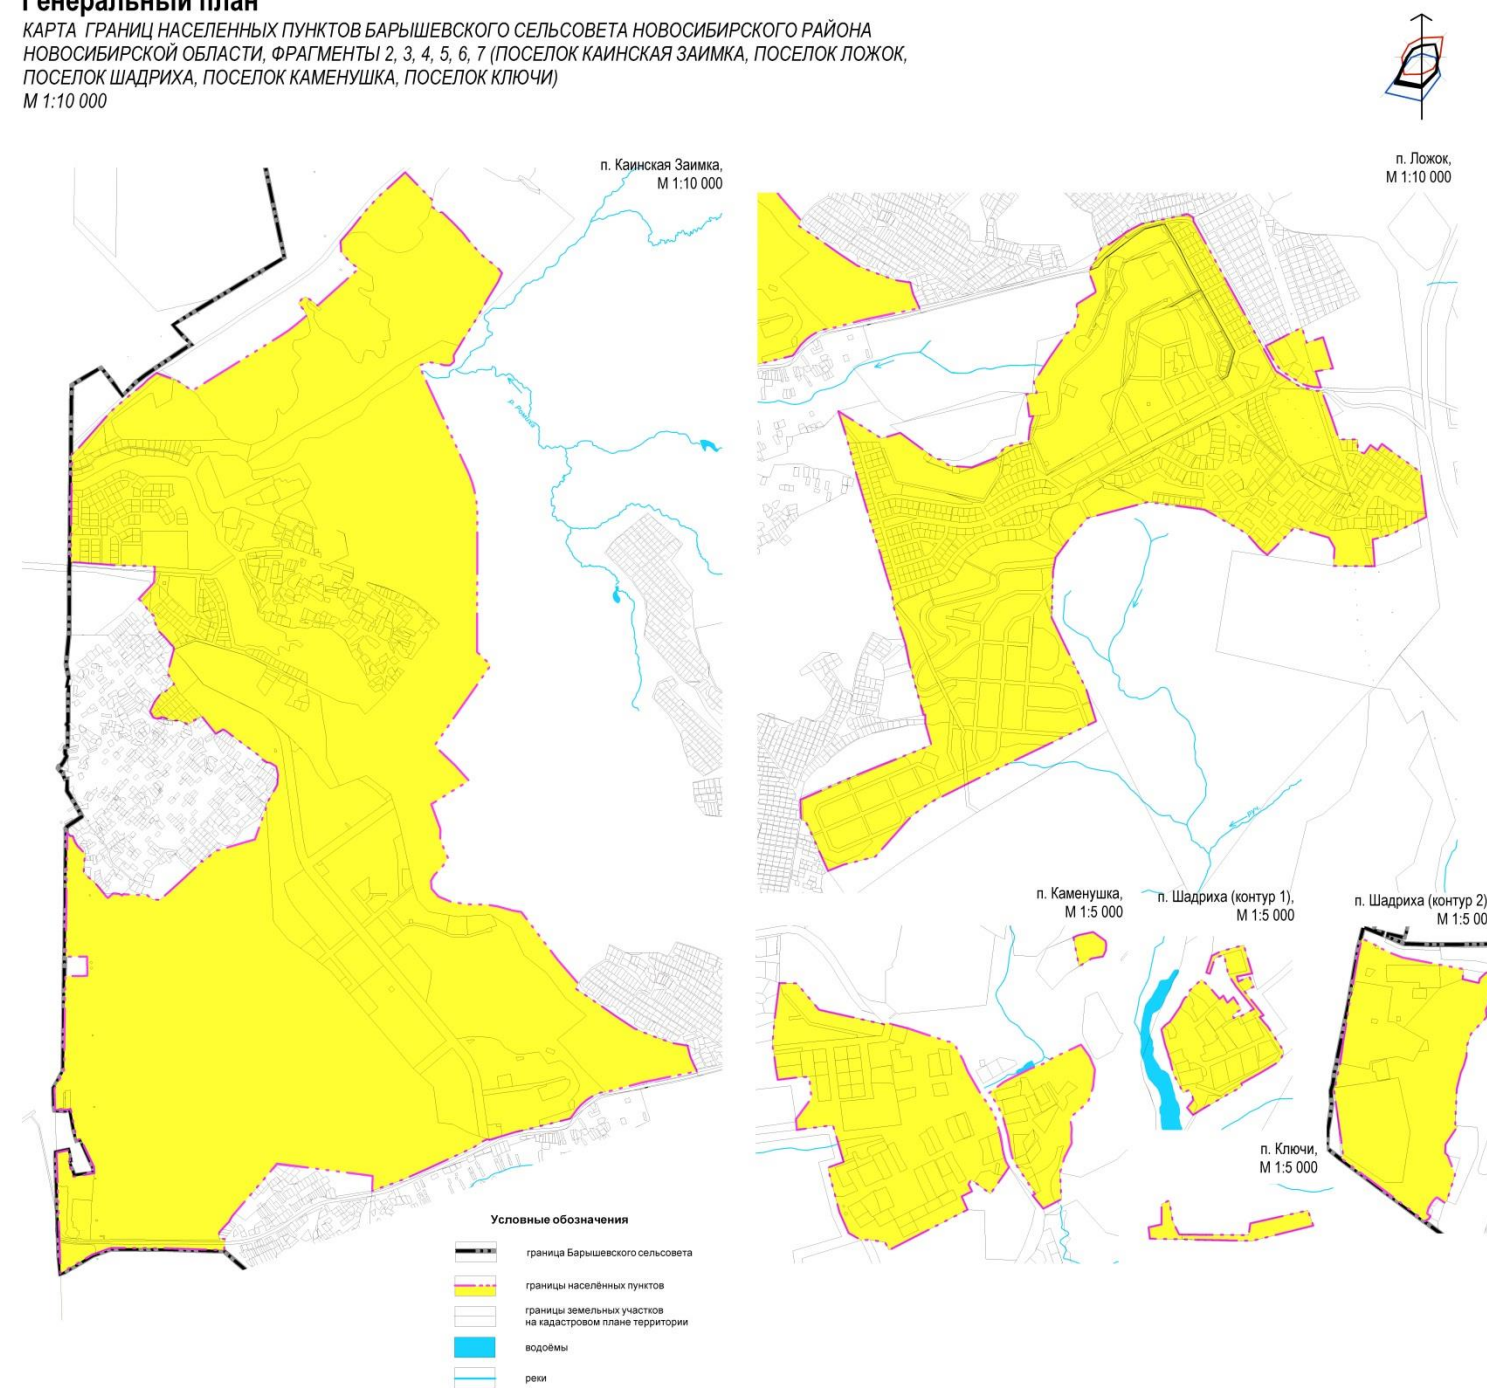 Генеральный план
КАРТА ГРАНИЦ НАСЕЛЕННЫХ ПУНКТОВ БАРЫШЕВСКОГО СЕЛЬСОВЕТА НОВОСИБИРСКОГО РАЙОНА
НОВОСИБИРСКОЙ ОБЛАСТИ, ФРАГМЕНТЫ 2, 3, 4, 5, 6, 7 (ПОСЕЛОК КАИНСКАЯ ЗАИМКА, ПОСЕЛОК ЛОЖОК,
ПОСЕЛОК ШАДРИХА, ПОСЕЛОК КАМЕНУШКА, ПОСЕЛОК КЛЮЧИ)
М 1:10 000
п. Каинская Заимка,
М 1:10 000
п. Ложок,
М 1:10 000
п. Каменушка,
М 1:5 000
п. Шадриха (контур 1),
М 1:5 000
п. Шадриха (контур 2)
М 1:5 00
п. Ключи,
М 1:5 000
Условные обозначения
граница Барышевского сельсовета
границы населённых пунктов
границы земельных участков
на кадастровом плане территории
водоёмы
реки